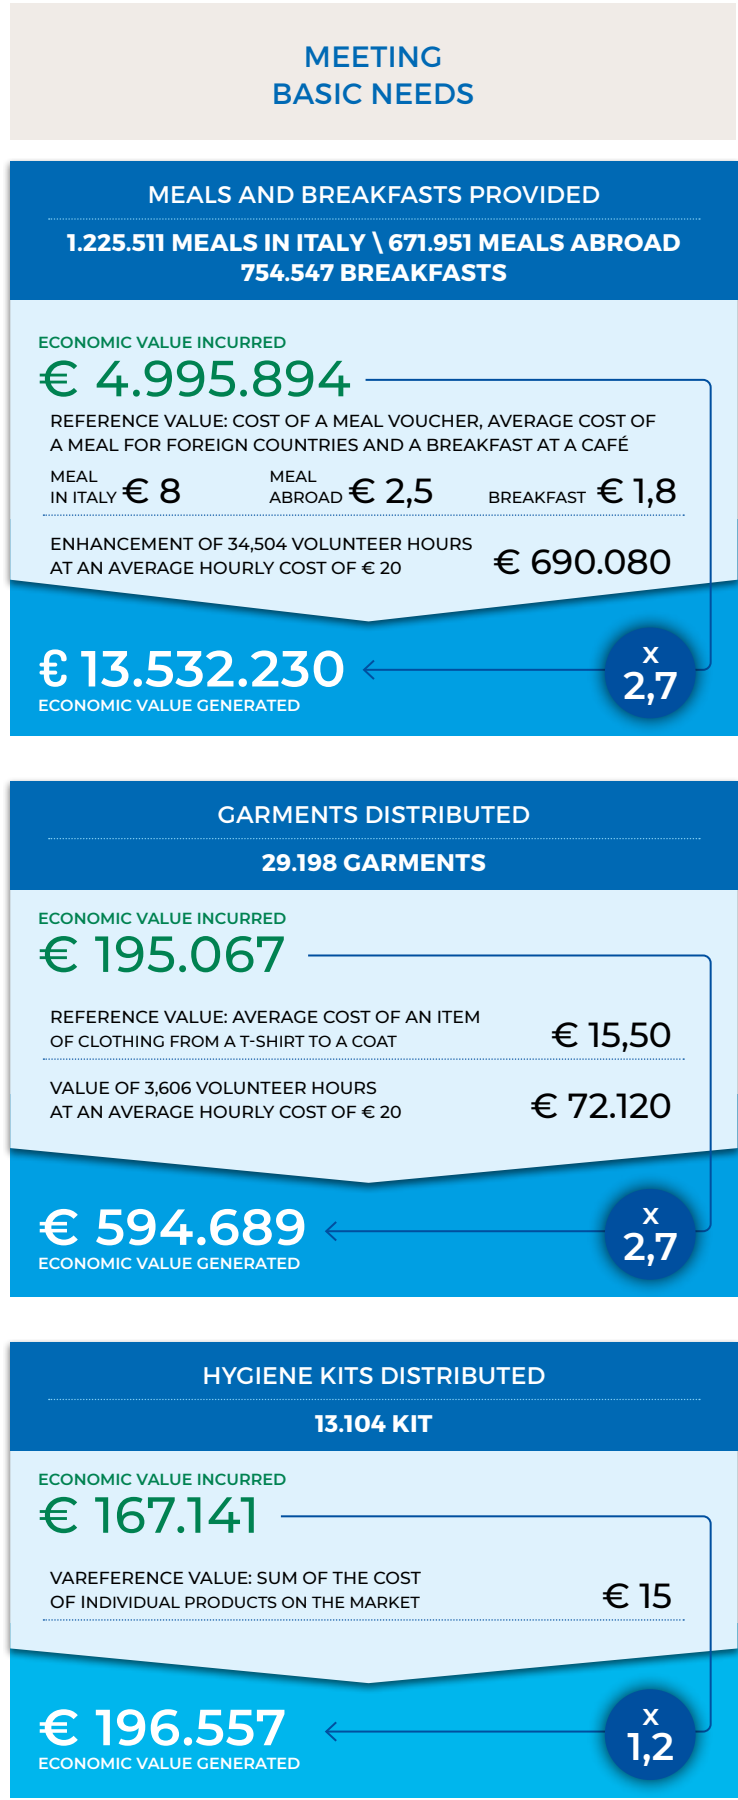 MEETING
BASIC NEEDS
MEALS AND BREAKFASTS PROVIDED
1.225.511 MEALS IN ITALY \ 671.951 MEALS ABROAD
754.547 BREAKFASTS
ECONOMIC VALUE INCURRED
€ 4.995.894
REFERENCE VALUE: COST OF A MEAL VOUCHER, AVERAGE COST OF
A MEAL FOR FOREIGN COUNTRIES AND A BREAKFAST AT A CAFÉ
MEAL
IN ITALY € 8
MEAL
ABROAD € 2,5
BREAKFAST € 1,8
ENHANCEMENT OF 34,504 VOLUNTEER HOURS
AT AN AVERAGE HOURLY COST OF € 20
€ 690.080
€ 13.532.230
ECONOMIC VALUE GENERATED
X
2,7
GARMENTS DISTRIBUTED
29.198 GARMENTS
ECONOMIC VALUE INCURRED
€ 195.067
REFERENCE VALUE: AVERAGE COST OF AN ITEM
OF CLOTHING FROM A T-SHIRT TO A COAT
€ 15,50
VALUE OF 3,606 VOLUNTEER HOURS
AT AN AVERAGE HOURLY COST OF € 20
€ 72.120
€ 594.689
ECONOMIC VALUE GENERATED
X
2,7
HYGIENE KITS DISTRIBUTED
13.104 KIT
ECONOMIC VALUE INCURRED
€ 167.141
VAREFERENCE VALUE: SUM OF THE COST
OF INDIVIDUAL PRODUCTS ON THE MARKET
€ 15
€ 196.557
ECONOMIC VALUE GENERATED
X
1,2